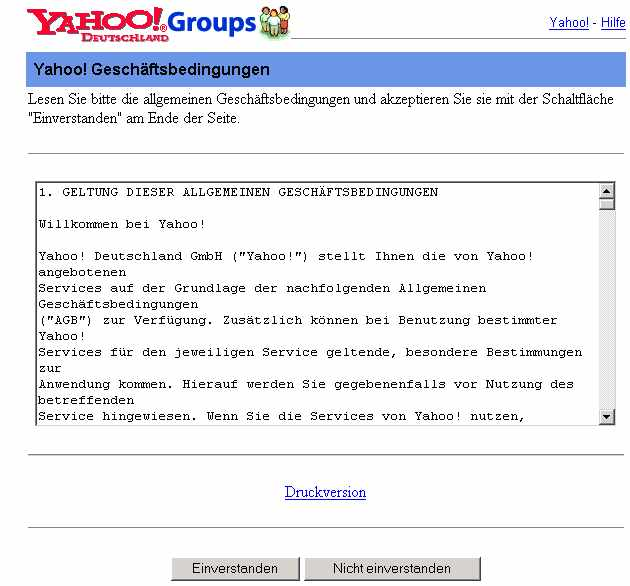 YAHOO! Groups
DEUTSCHLAND
Yahoo! - Hilfe
Yahoo! Geschäftsbedingungen
Lesen Sie bitte die allgemeinen Geschäftsbedingungen und akzeptieren Sie sie mit der Schaltfläche
"Einverstanden" am Ende der Seite.
1. GELTUNG DIESER ALLGEMEINEN GESCHÄFTSBEDINGUNGEN
Willkommen bei Yahoo!
Yahoo! Deutschland GmbH ("Yahoo!") stellt Ihnen die von Yahoo!
angebotenen
Services auf der Grundlage der nachfolgenden Allgemeinen
Geschäftsbedingungen
("AGB") zur Verfügung. Zusätzlich können bei Benutzung bestimmter
Yahoo!
Services für den jeweiligen Service geltende, besondere Bestimmungen
zur
Anwendung kommen. Hierauf werden Sie gegebenenfalls vor Nutzung des
betreffenden
Service hingewiesen. Wenn Sie die Services von Yahoo! nutzen,
Druckversion
Einverstanden
Nicht einverstanden